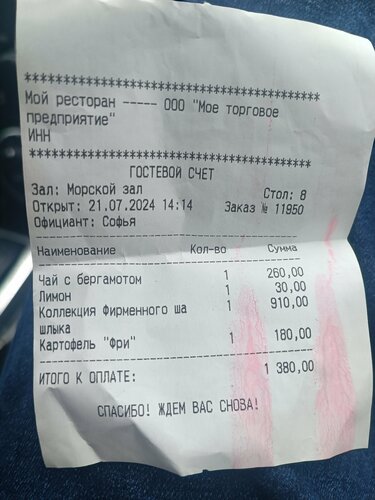 ****************************************
Мой ресторан ----- ООО "Мое торговое
предприятие"
ИНН
****************************************
ГОСТЕВОЙ СЧЕТ
Зал: Морской зал Стол: 8
Открыт: 21.07.2024 14:14 Заказ № 11950
Официант: Софья
Наименование Кол-во Сумма
Чай с бергамотом 1 260,00
Лимон 1 30,00
Коллекция Фирменного ша 1 910,00
шлыка
Картофель "Фри" 1 180,00
ИТОГО К ОПЛАТЕ: 1 380,00
СПАСИБО! ЖДЕМ ВАС СНОВА!